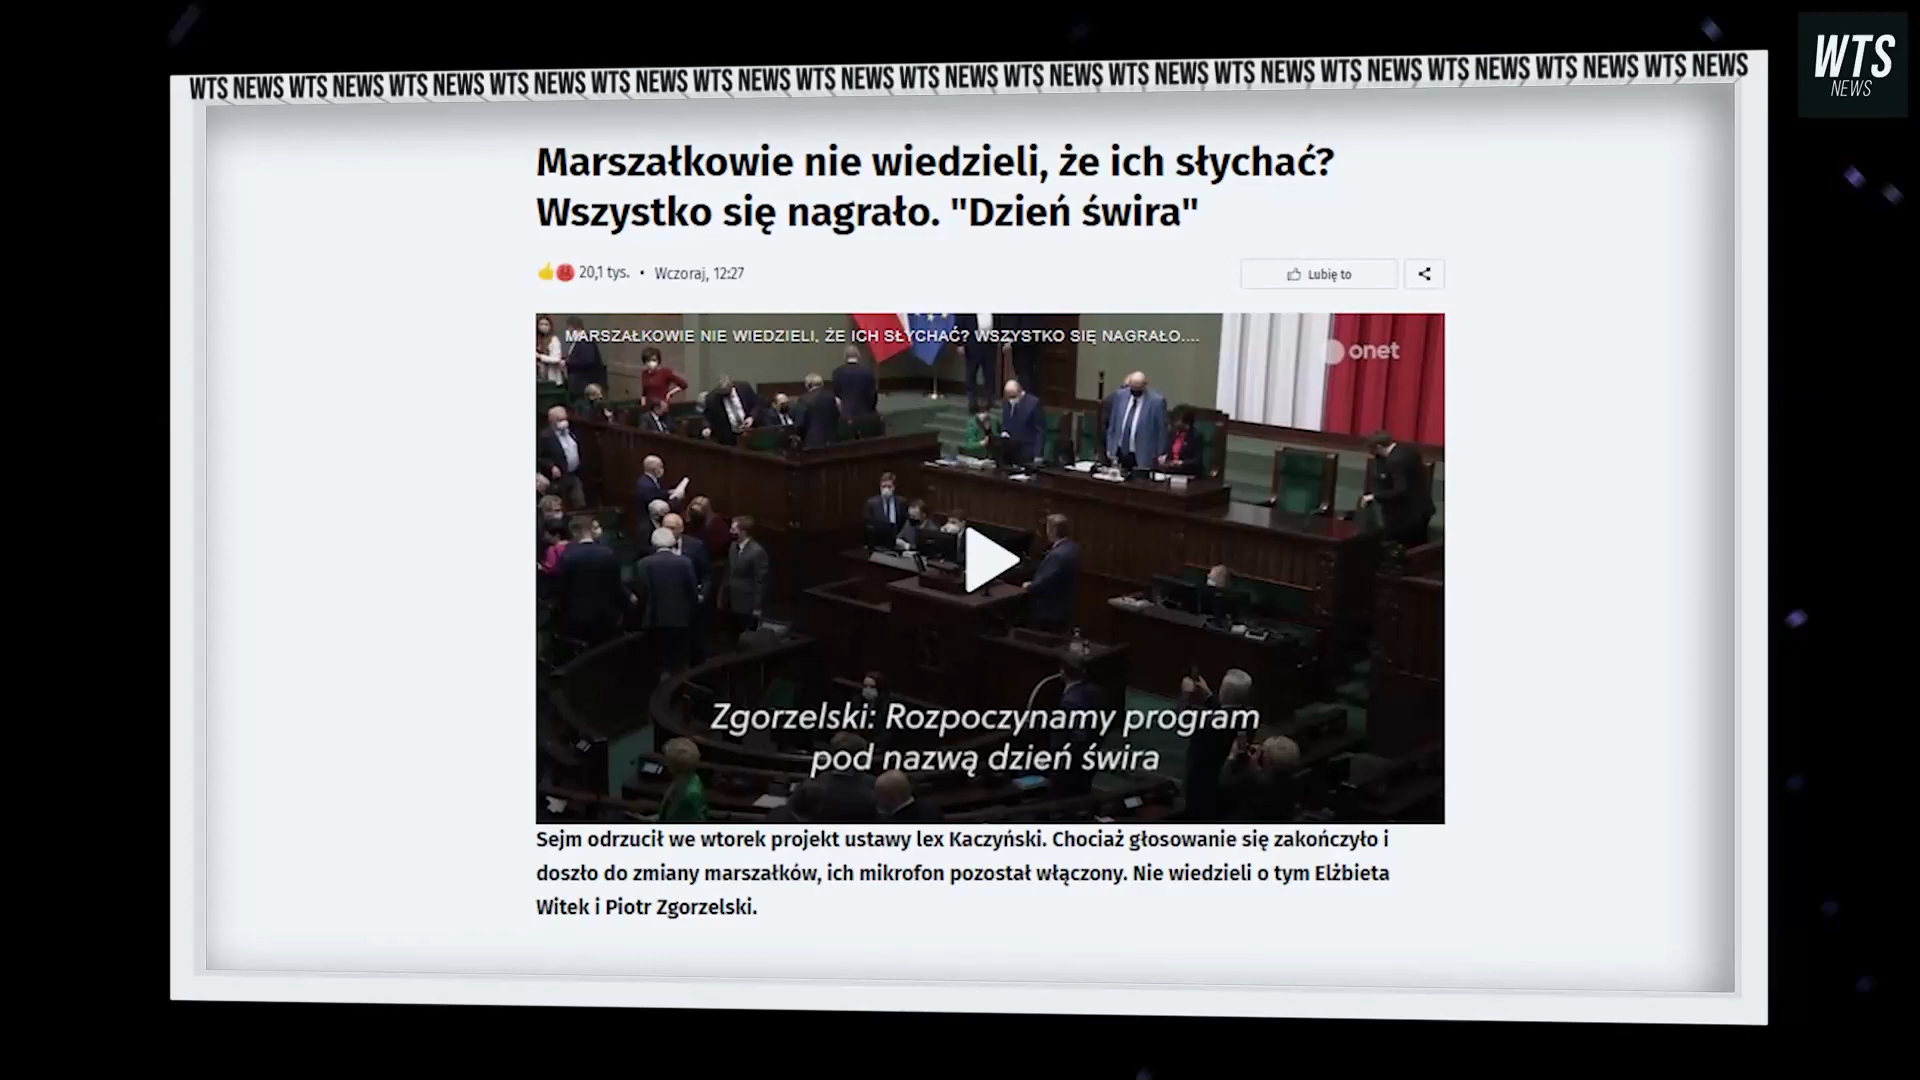 WTS NEWS WTS NEWS WTS NEWS WTS NEWS WTS NEWS WTS NEWS WTS NEWS WTS NEWS WTS NEWS WTS NEWS WTS NEWS WTS NEWS WTS NEWS WTS NEWS WTS NEWS
WTS
NEWS
Marszałkowie nie wiedzieli, że ich słychać?
Wszystko się nagrało. "Dzień świra"
20,1 tys. • Wczoraj, 12:27
Lubię to
MARSZAŁKOWIE NIE WIEDZIELI, ŻE ICH SŁYCHAĆ? WSZYSTKO SIĘ NAGRAŁO....
onet
Zgorzelski: Rozpoczynamy program
pod nazwą dzień świra
Sejm odrzucił we wtorek projekt ustawy lex Kaczyński. Chociaż głosowanie się zakończyło i
doszło do zmiany marszałków, ich mikrofon pozostał włączony. Nie wiedzieli o tym Elżbieta
Witek i Piotr Zgorzelski.